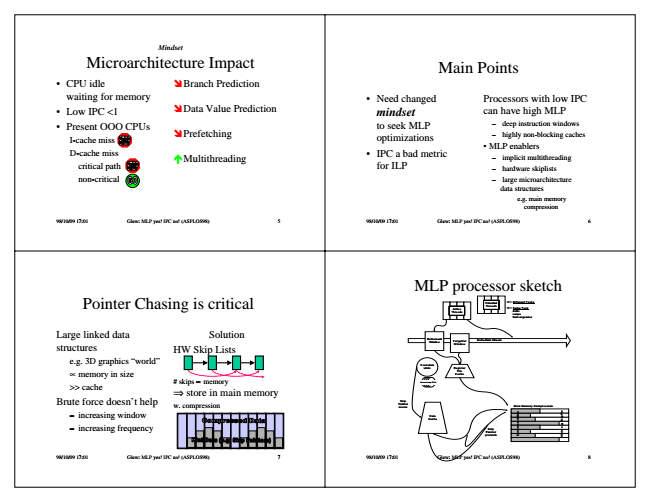 Mindset
Microarchitecture Impact
• CPU idle
waiting for memory
• Low IPC <1
• Present OOO CPUs
I-cache miss
D-cache miss
critical path
non-critical
Branch Prediction
Data Value Prediction
Prefetching
Multithreading
98/10/09 17:01 Glew: MLP yes! IPC no! (ASPLOS98) 5
Main Points
• Need changed
mindset
to seek MLP
optimizations
• IPC a bad metric
for ILP
Processors with low IPC
can have high MLP
– deep instruction windows
– highly non-blocking caches
• MLP enablers
– implicit multithreading
– hardware skiplists
– large microarchitecture
data structures
e.g. main memory
compression
98/10/09 17:01 Glew: MLP yes! IPC no! (ASPLOS98) 6
Pointer Chasing is critical
Large linked data
structures
e.g. 3D graphics “world”
∝ memory in size
>> cache
Brute force doesn’t help
– increasing window
– increasing frequency
Solution
HW Skip Lists
# skips ∝ memory
⇒ store in main memory
w. compression
Compressed Data
98/10/09 17:01 Glew: MLP yes! IPC no! (ASPLOS98) 7
MLP processor sketch
98/10/09 17:01 Glew: MLP yes! IPC no! (ASPLOS98) 8